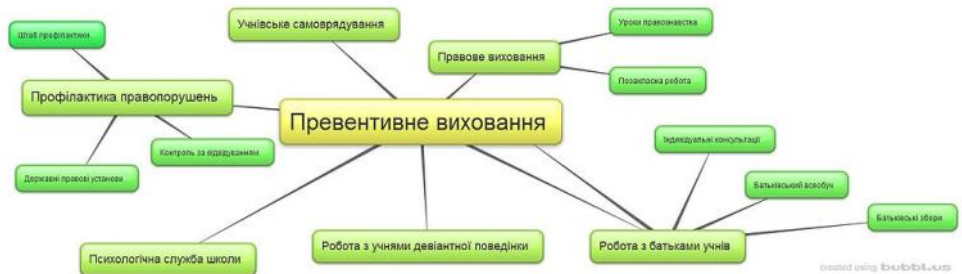 Учнівське самоврядування
Уроки правознавства
Штаб профілактики
Правове виховання
Позакласна робота
Профілактика правопорушень
Превентивне виховання
Індивідуальні консультації
Контроль за відвідуванням
Державні правові установи
Батьківський всеобуч
Батьківські збори
Психологічна служба школи
Робота з учнями девіантної поведінки
Робота з батьками учнів
created using bubbl.us